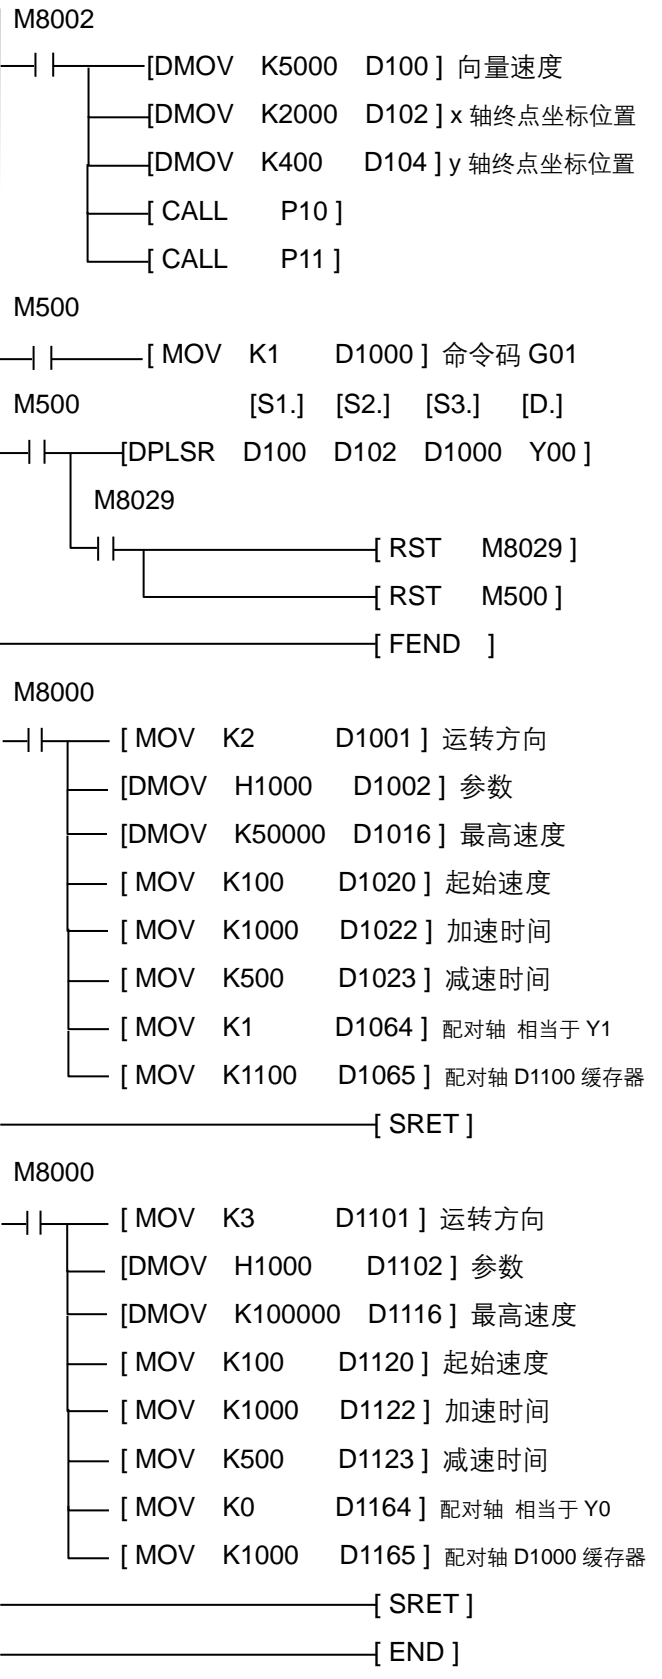 M8002
[DMOV K5000 D100 ] 向量速度
[DMOV K2000 D102 ] x 轴终点坐标位置
[DMOV K400 D104 ] y 轴终点坐标位置
[ CALL P10 ]
[ CALL P11 ]
M500
[ MOV K1 D1000 ] 命令码 G01
M500 [S1.] [S2.] [S3.] [D.]
[DPLSR D100 D102 D1000 Y00 ]
M8029
[ RST M8029 ]
[ RST M500 ]
[ FEND ]
M8000
[ MOV K2 D1001 ] 运转方向
[DMOV H1000 D1002 ] 参数
[DMOV K50000 D1016 ] 最高速度
[ MOV K100 D1020 ] 起始速度
[ MOV K1000 D1022 ] 加速时间
[ MOV K500 D1023 ] 减速时间
[ MOV K1 D1064 ] 配对轴 相当于 Y1
[ MOV K1100 D1065 ] 配对轴 D1100 缓存器
[ SRET ]
M8000
[ MOV K3 D1101 ] 运转方向
[DMOV H1000 D1102 ] 参数
[DMOV K100000 D1116 ] 最高速度
[ MOV K100 D1120 ] 起始速度
[ MOV K1000 D1122 ] 加速时间
[ MOV K500 D1123 ] 减速时间
[ MOV K0 D1164 ] 配对轴 相当于 Y0
[ MOV K1000 D1165 ] 配对轴 D1000 缓存器
[ SRET ]
[ END ]